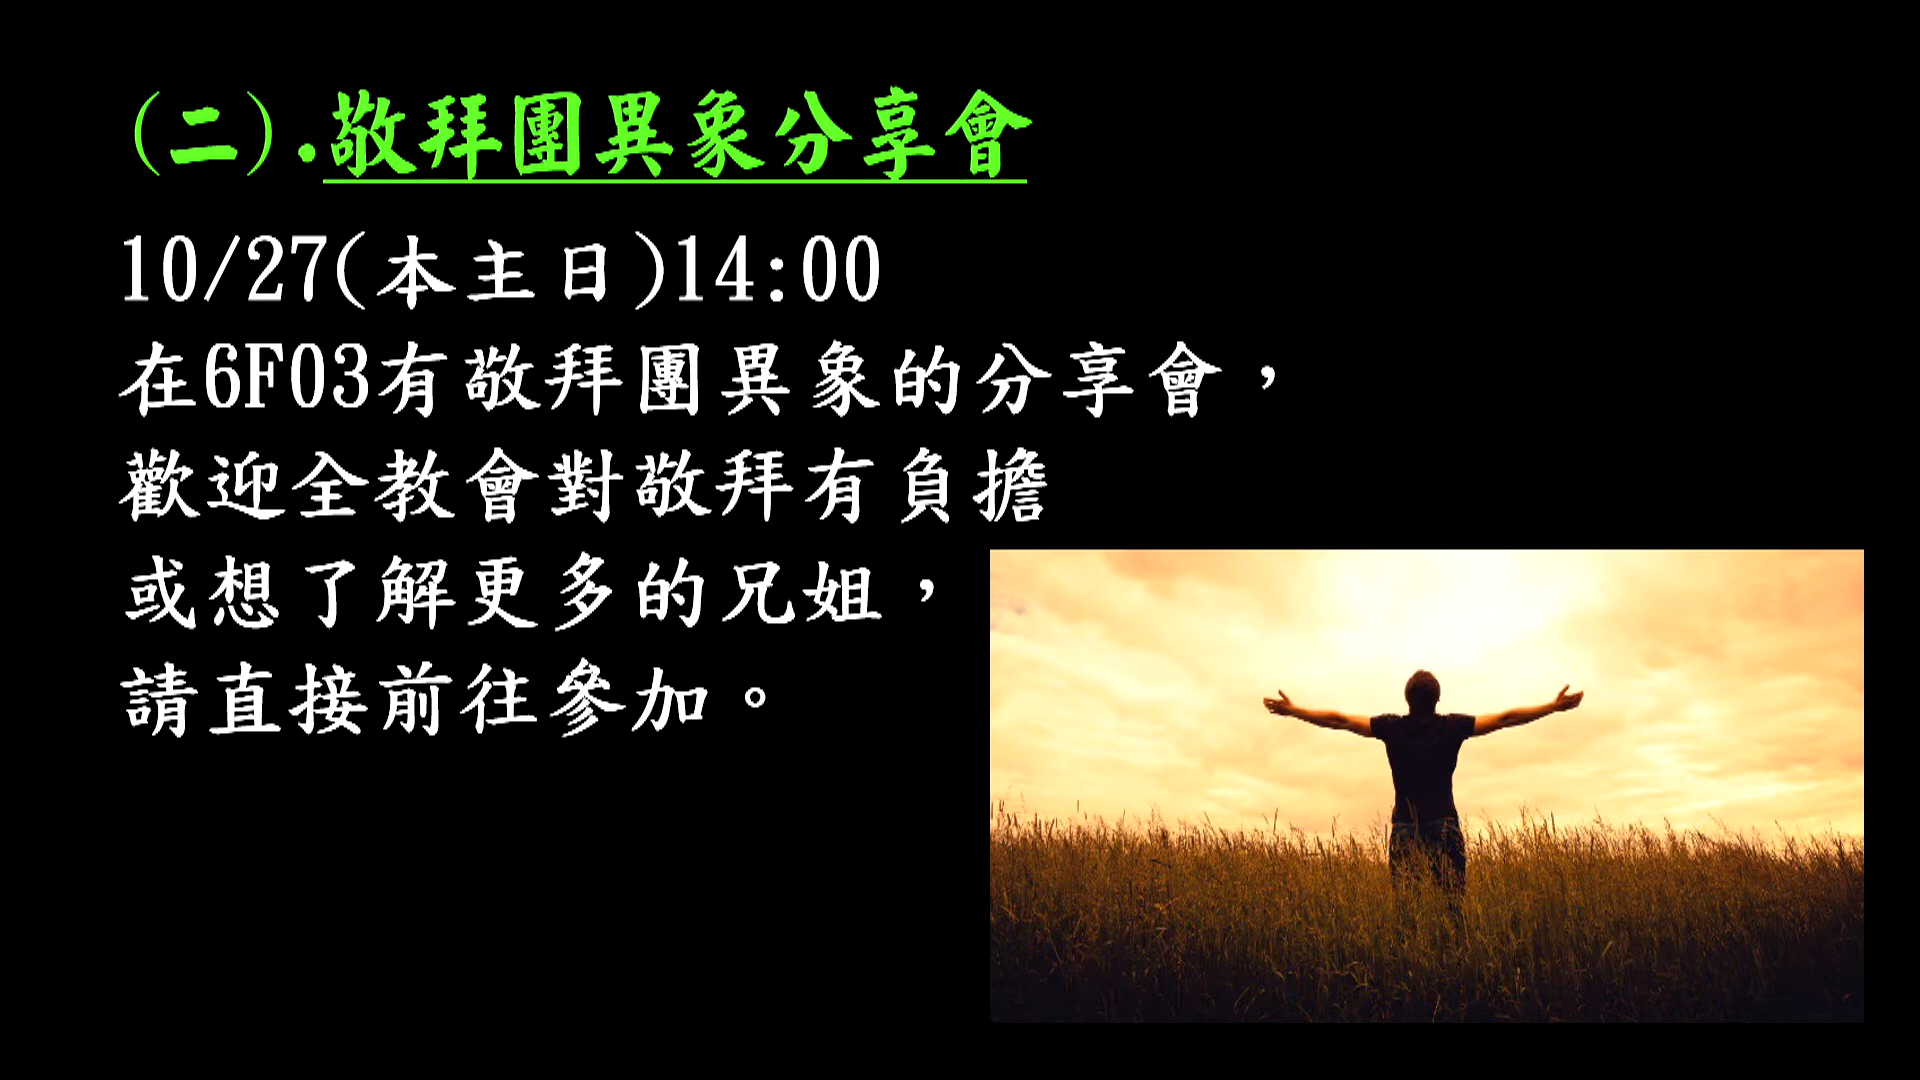 (二).敬拜團異象分享會
10/27(本主日)14:00
在6F03有敬拜團異象的分享會，
歡迎全教會對敬拜有負擔
或想了解更多的兄姐，
請直接前往參加。